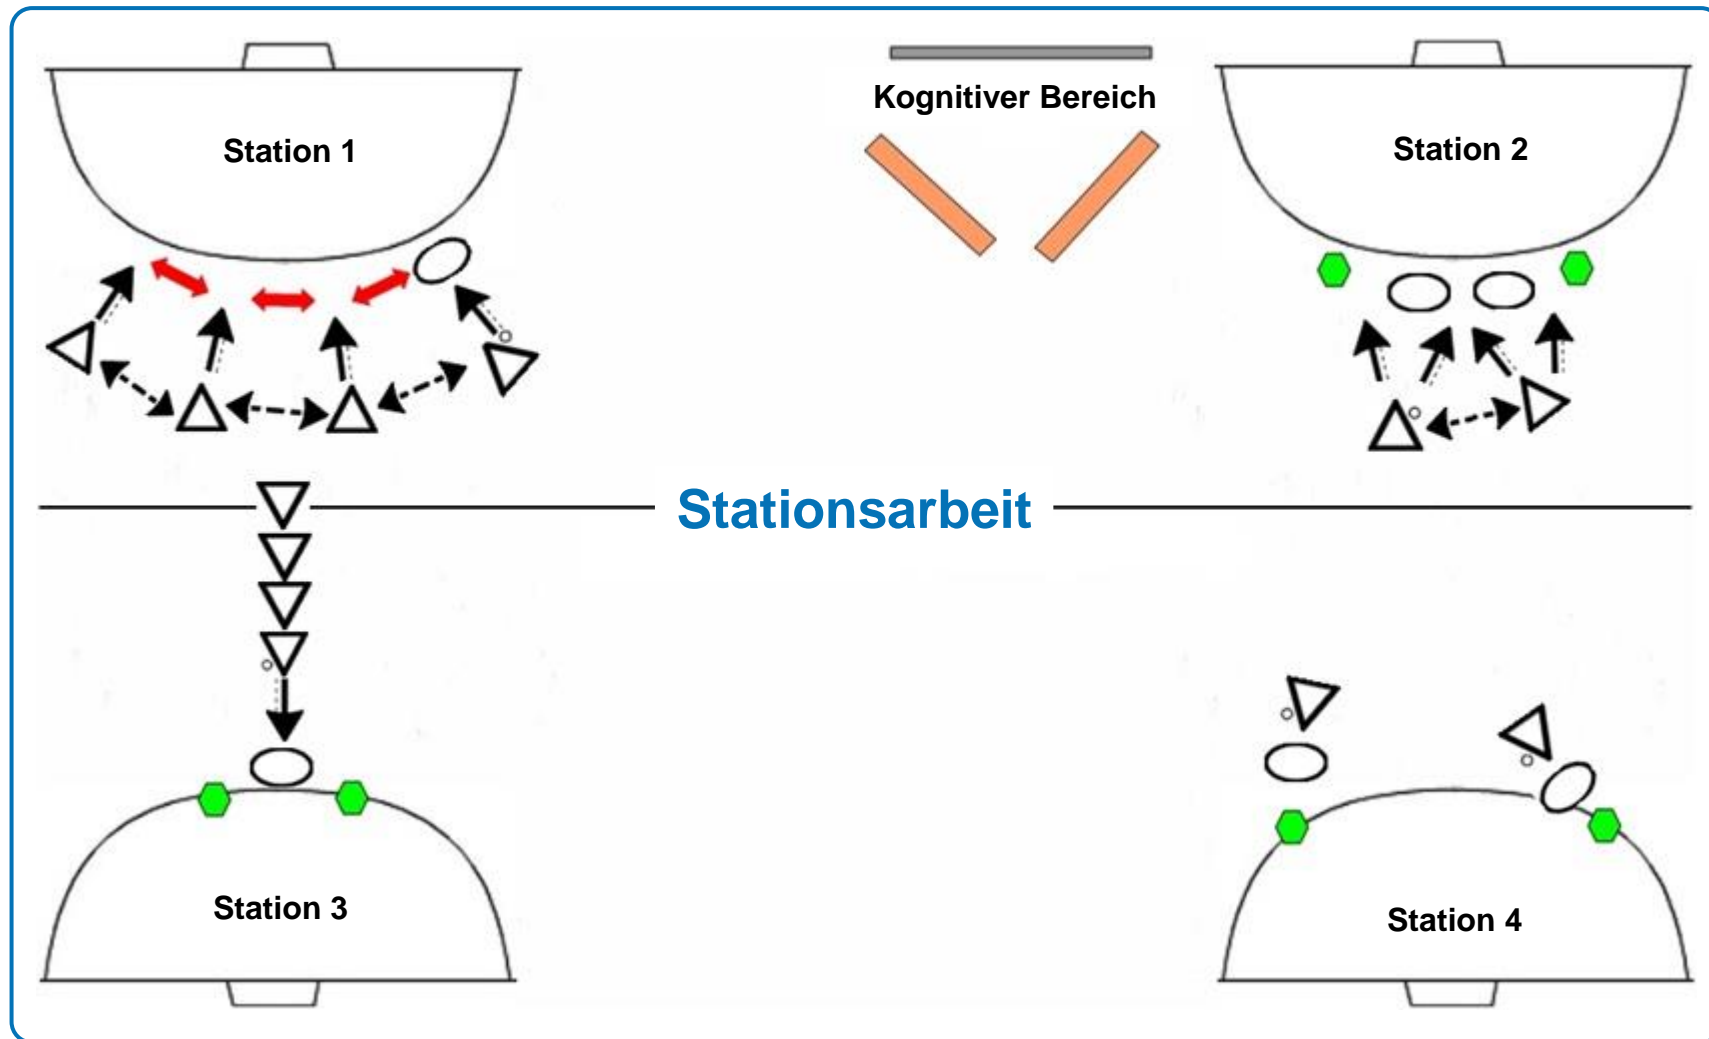 Kognitiver Bereich
Station 1
Station 2
Stationsarbeit
Station 3
Station 4